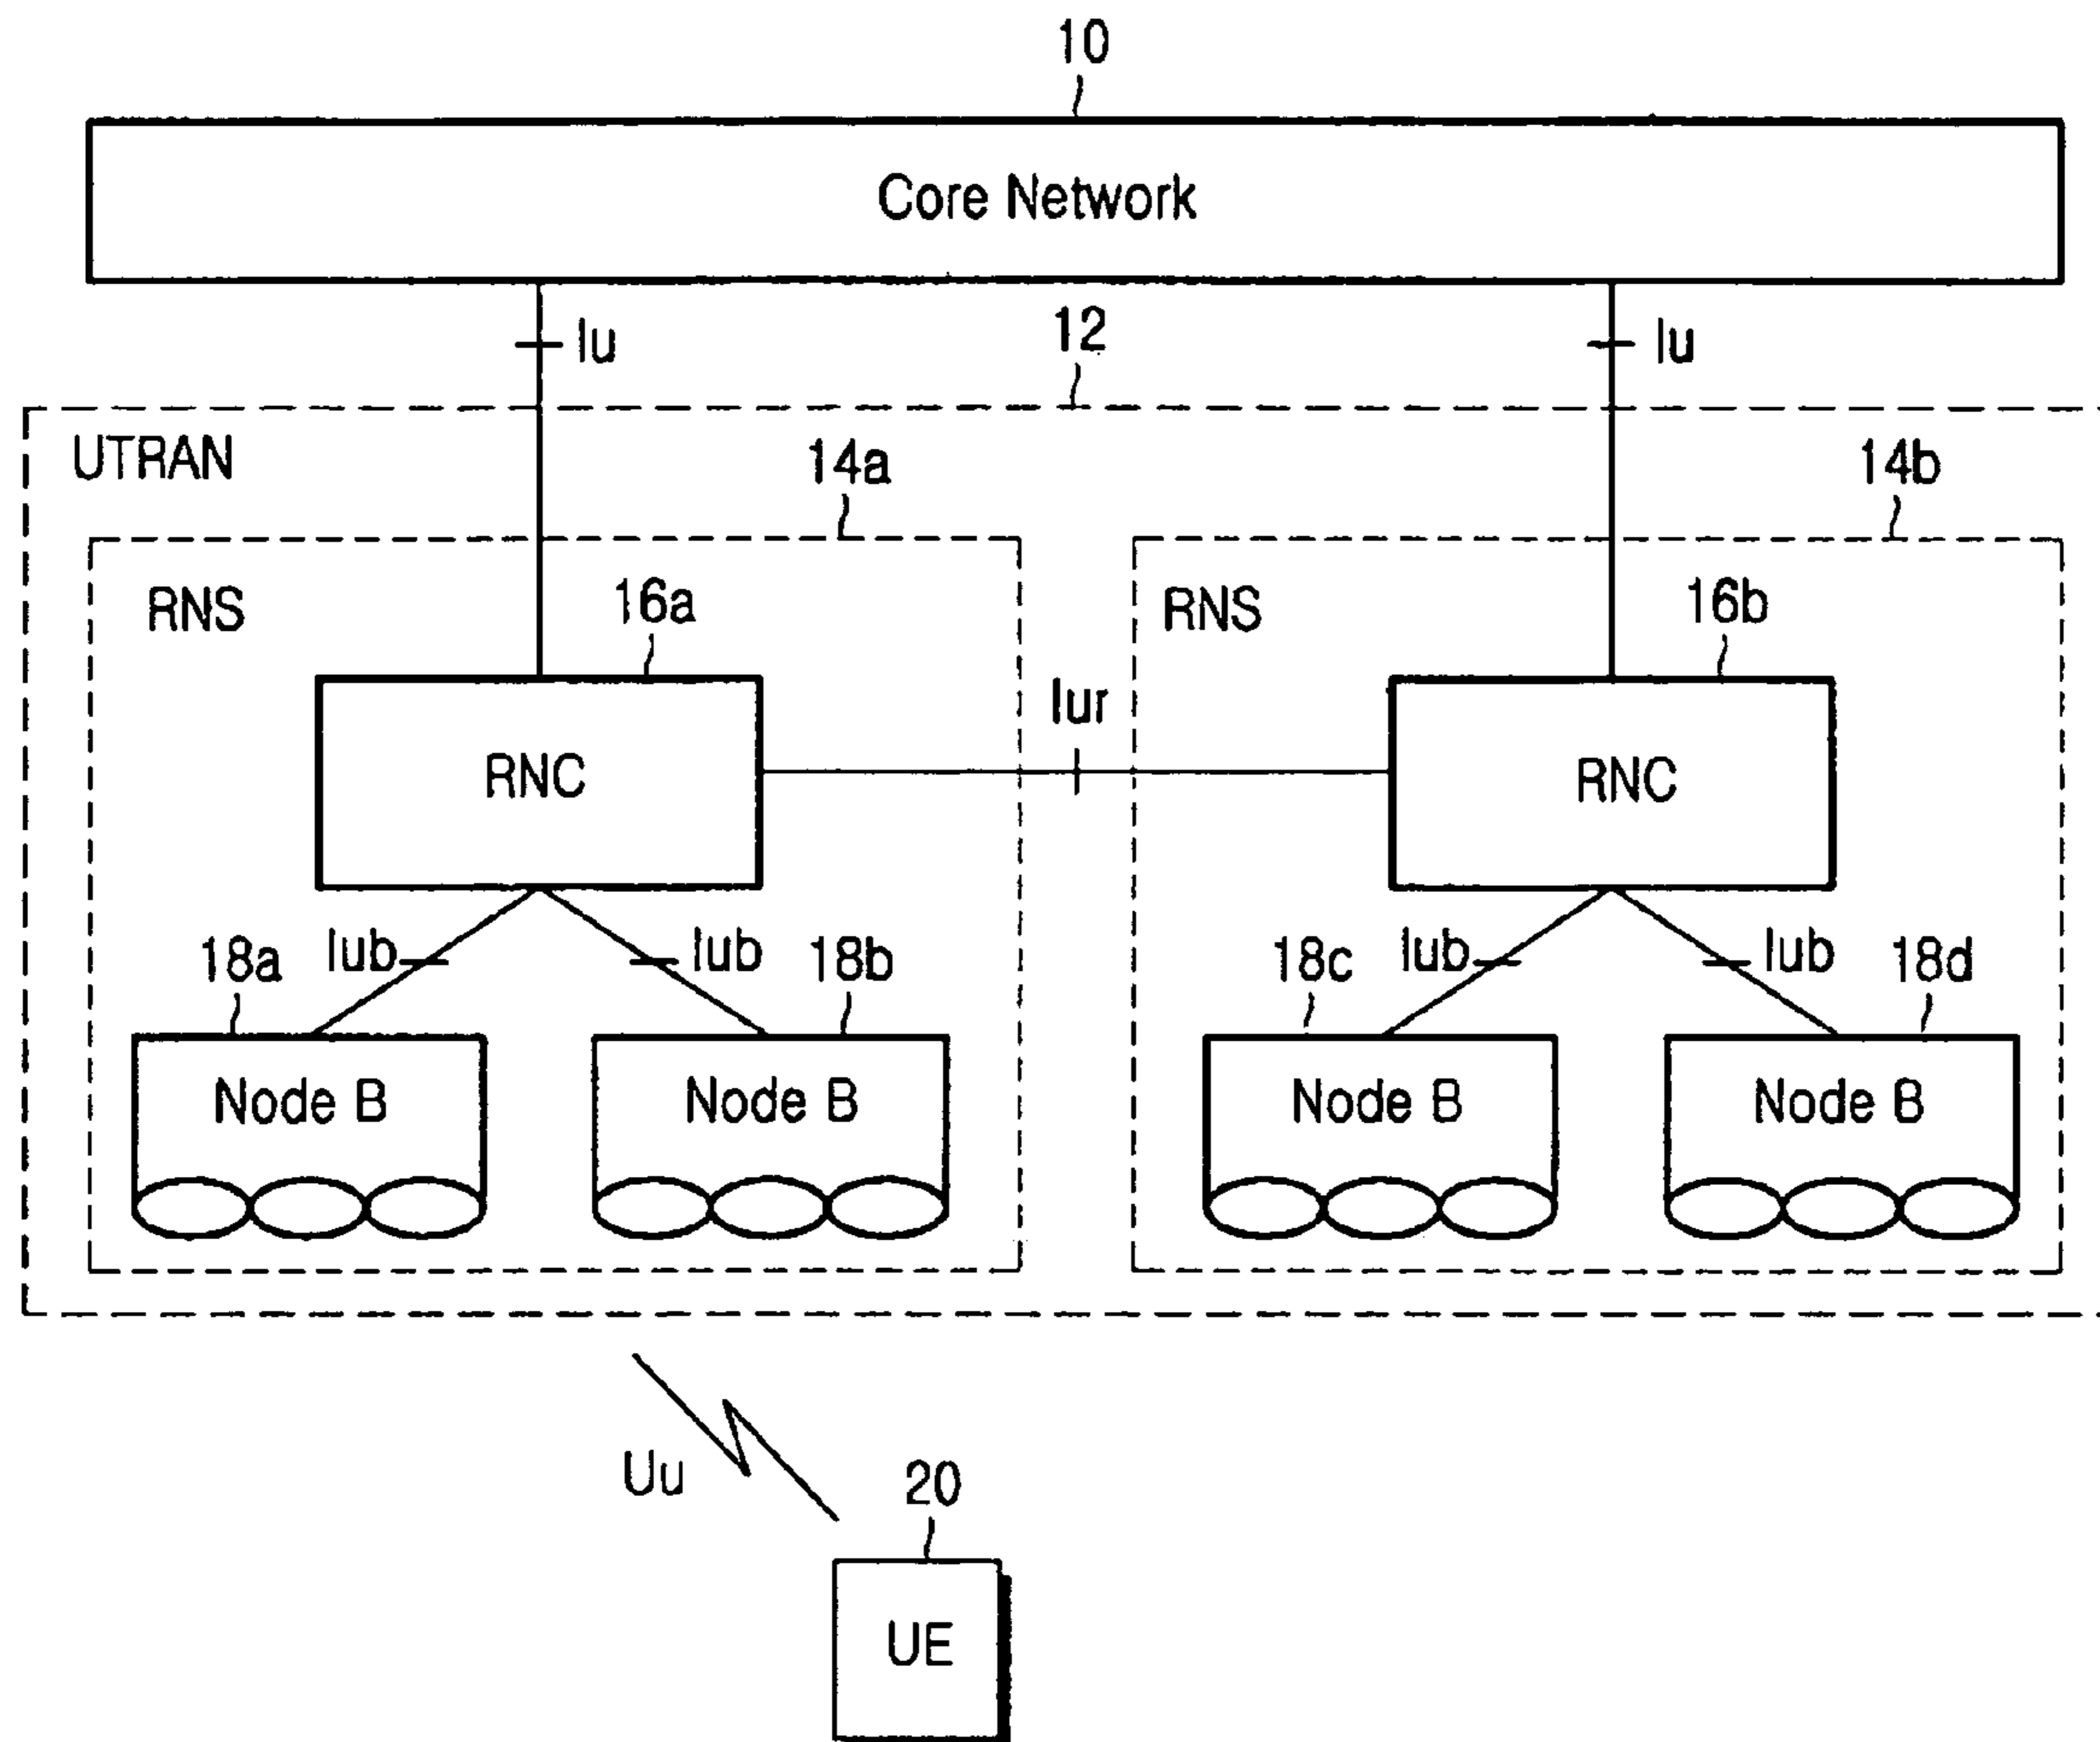 10
Core Network
Iu
12
Iu
UTRAN
14a
14b
RNS
16a
RNS
16b
Iur
RNC
RNC
18a
Iub
Iub
18b
18c
Iub
Iub
18d
Node B
Node B
Node B
Node B
Uu
20
UE